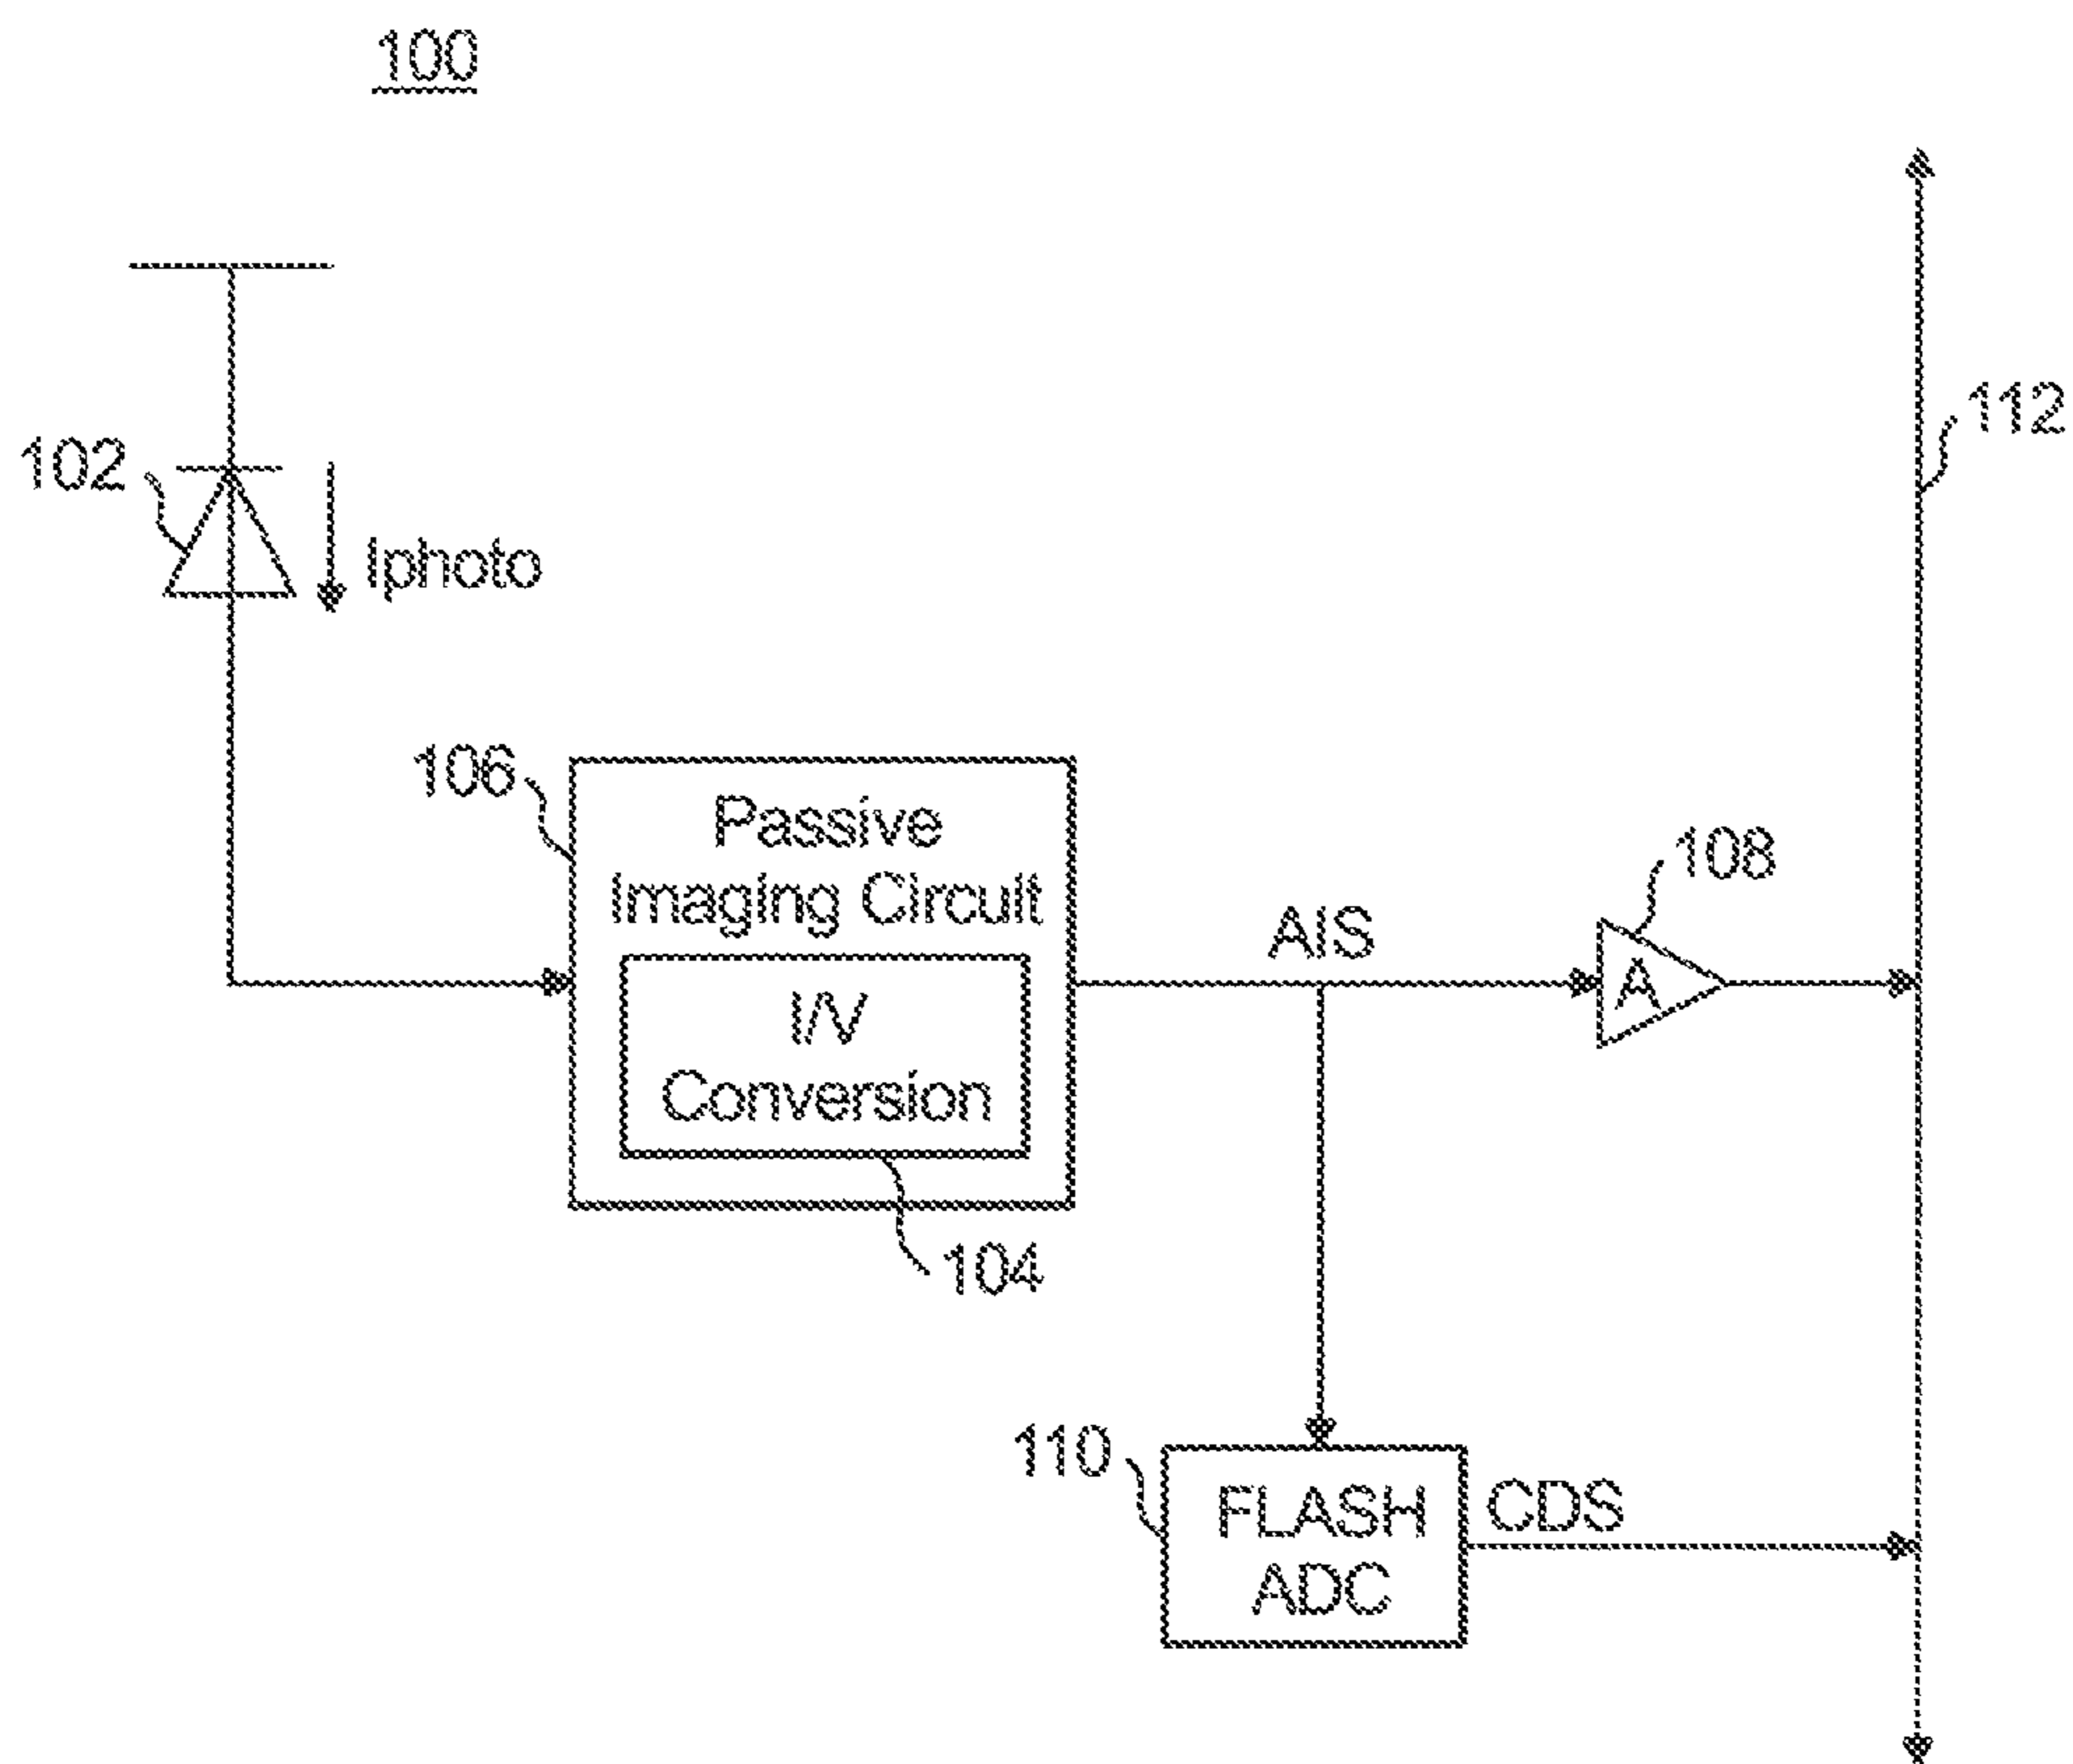 100
102
Iphoto
112
106
Passive
Imaging Circuit
I/V
Conversion
104
AIS
108
A
110
FLASH
ADC
CDS